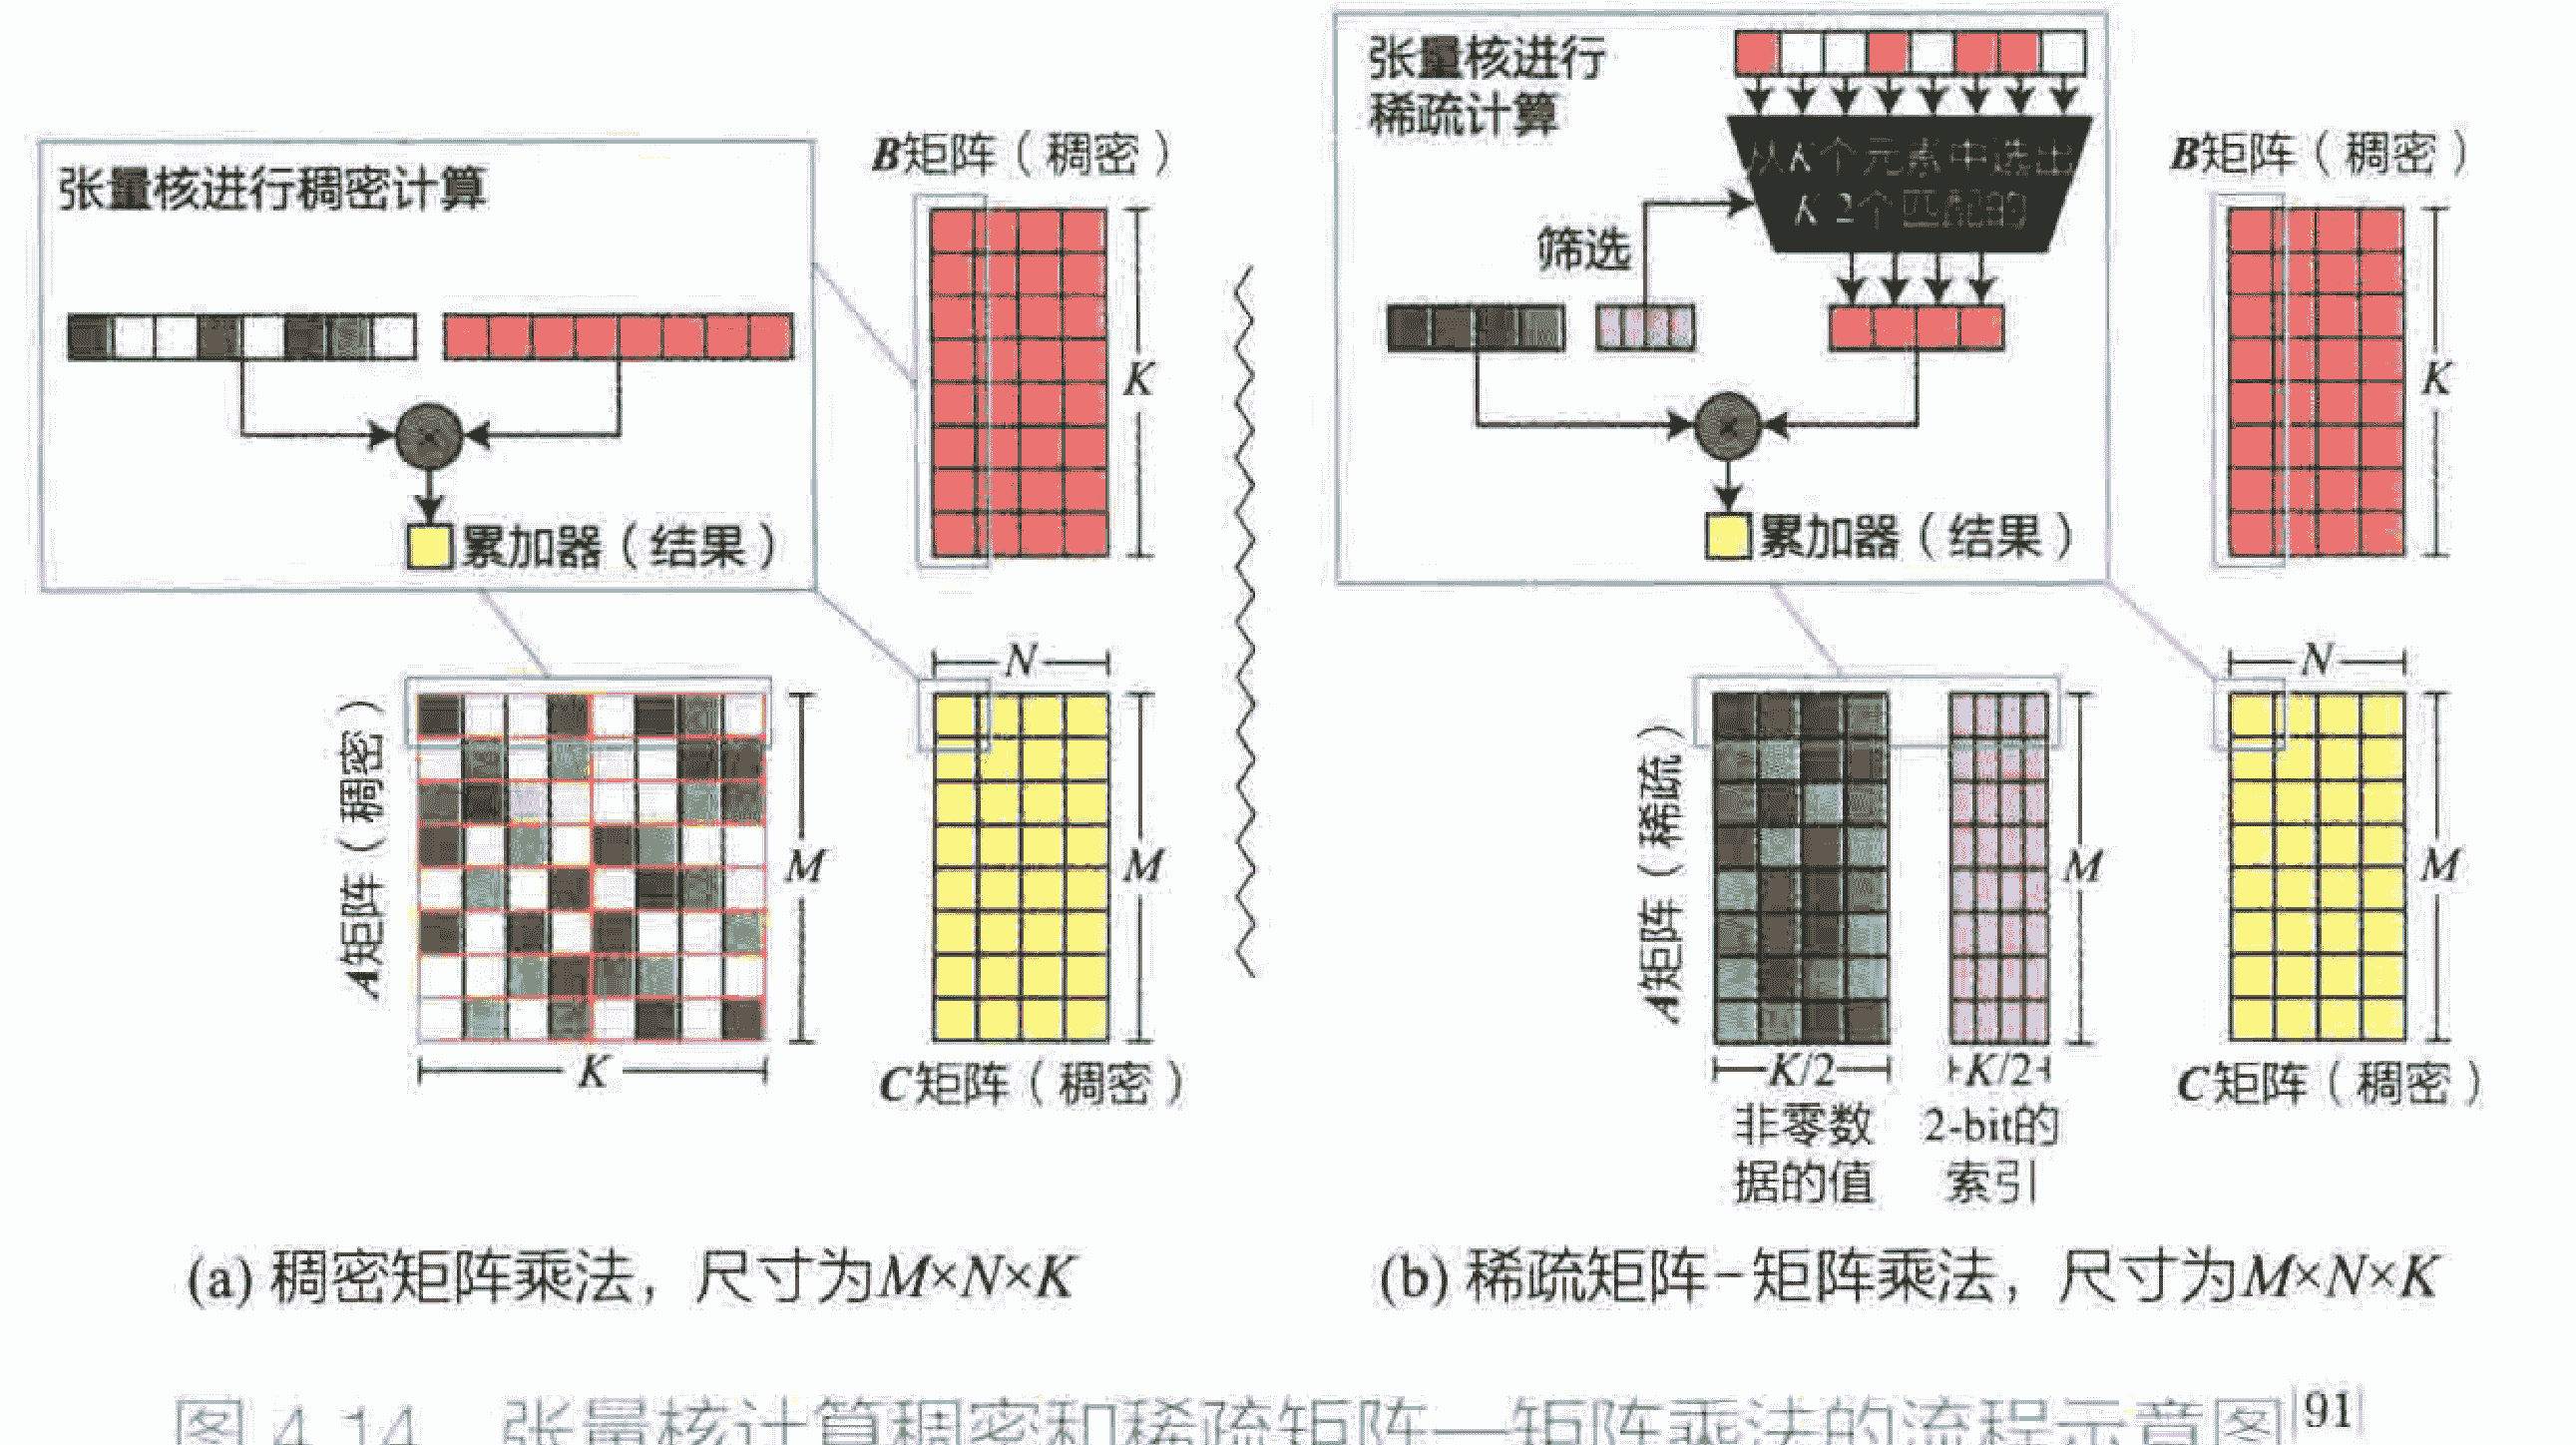 张量核进行稠密计算
B矩阵（稠密）
K
累加器（结果）
N
A矩阵（稠密）
M
M
K
C矩阵（稠密）
(a) 稠密矩阵乘法，尺寸为M×N×K
张量核进行
稀疏计算
从K个元素中选出
K/2个匹配的
筛选
B矩阵（稠密）
K
累加器（结果）
N
A矩阵（稀疏）
M
M
K/2
K/2
非零数
据的值
2-bit的
索引
C矩阵（稠密）
(b) 稀疏矩阵-矩阵乘法，尺寸为M×N×K
图 4.14 张量核计算稠密和稀疏矩阵—矩阵乘法的流程示意图
91